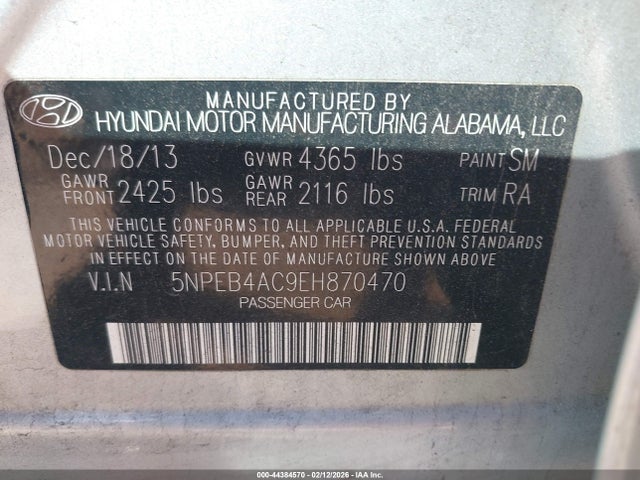 MANUFACTURED BY
HYUNDAI MOTOR MANUFACTURING ALABAMA, LLC
Dec/18/13 GVWR 4365 lbs PAINT SM
GAWR FRONT 2425 lbs GAWR REAR 2116 lbs TRIM RA
THIS VEHICLE CONFORMS TO ALL APPLICABLE U.S.A. FEDERAL
MOTOR VEHICLE SAFETY, BUMPER, AND THEFT PREVENTION STANDARDS
IN EFFECT ON THE DATE OF MANUFACTURE SHOWN ABOVE.
V.I.N 5NPEB4AC9EH870470
PASSENGER CAR
000-44384570 - 02/12/2026 - IAA Inc.